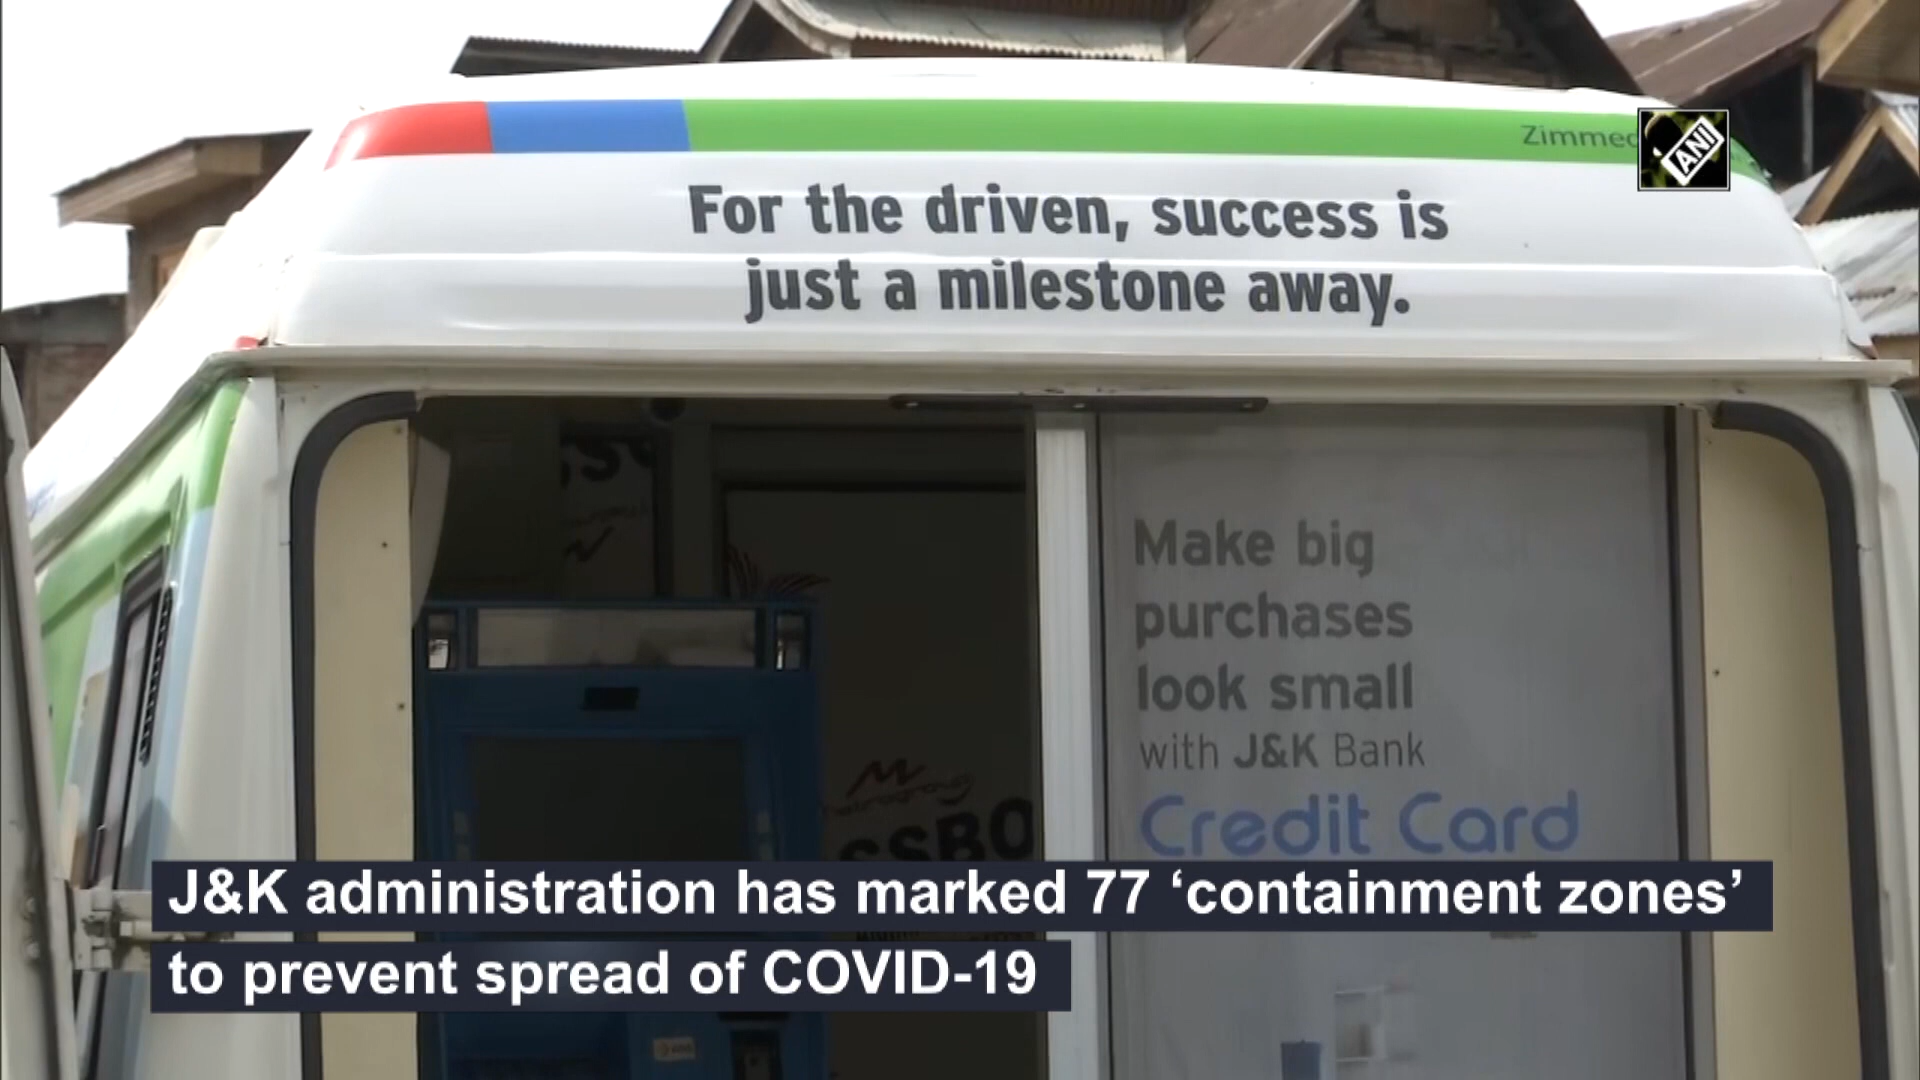 Zimmed
ANI
For the driven, success is
just a milestone away.
Make big
purchases
look small
with J&K Bank
Credit Card
SSBO
J&K administration has marked 77 ‘containment zones’
to prevent spread of COVID-19